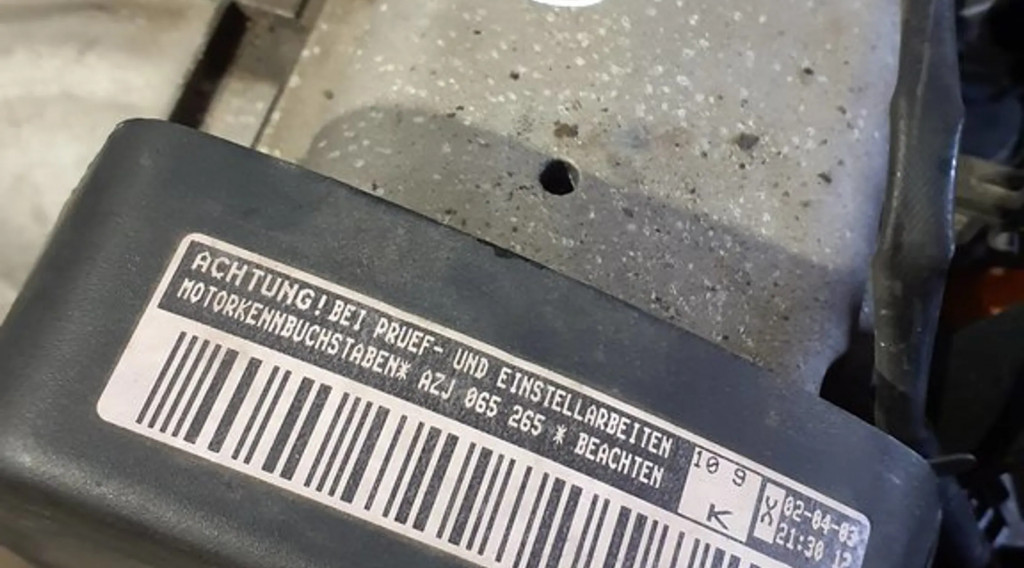 ACHTUNG! BEI PRUEF- UND EINSTELLARBEITEN
MOTORKENNBUCHSTABEN* AZJ 065 265 * BEACHTEN
10 9
K
X
02-04-03
21:30 12